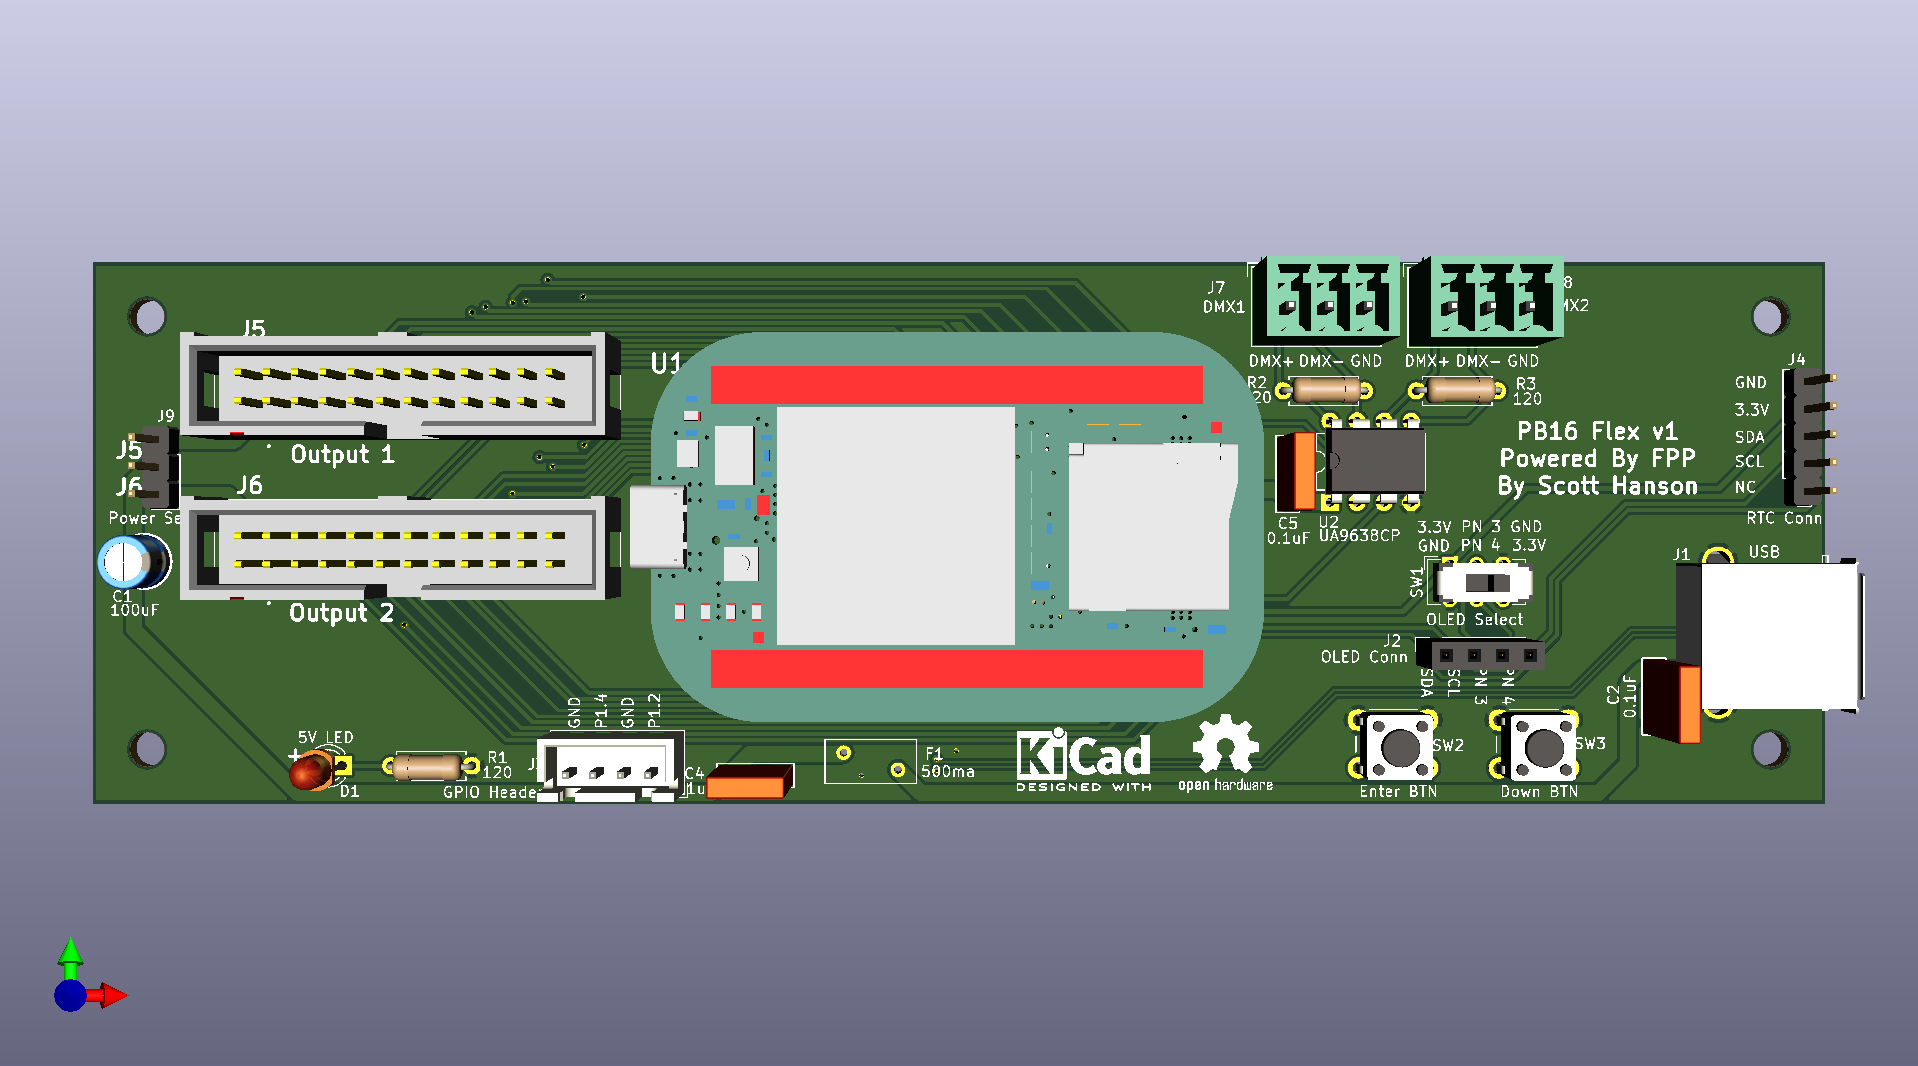 J5
Output 1
J9
J5
J6
Power Se
J6
Output 2
C1
100uF
U1
J7
DMX1
8
MX2
DMX+ DMX- GND
DMX+ DMX- GND
R2
20
R3
120
J4
GND
3.3V
SDA
SCL
NC
RTC Conn
PB16 Flex v1
Powered By FPP
By Scott Hanson
C5
0.1uF
U2
UA9638CP
3.3V PN 3 GND
GND PN 4 3.3V
SW1
OLED Select
J1
USB
J2
OLED Conn
SDA
SCL
PN 3
PN 4
C2
0.1uF
5V LED
+
D1
R1
120
GND
P1.4
GND
P1.2
J
GPIO Heade
C4
1u
F1
500ma
KiCad
DESIGNED WITH
open hardware
SW2
Enter BTN
SW3
Down BTN